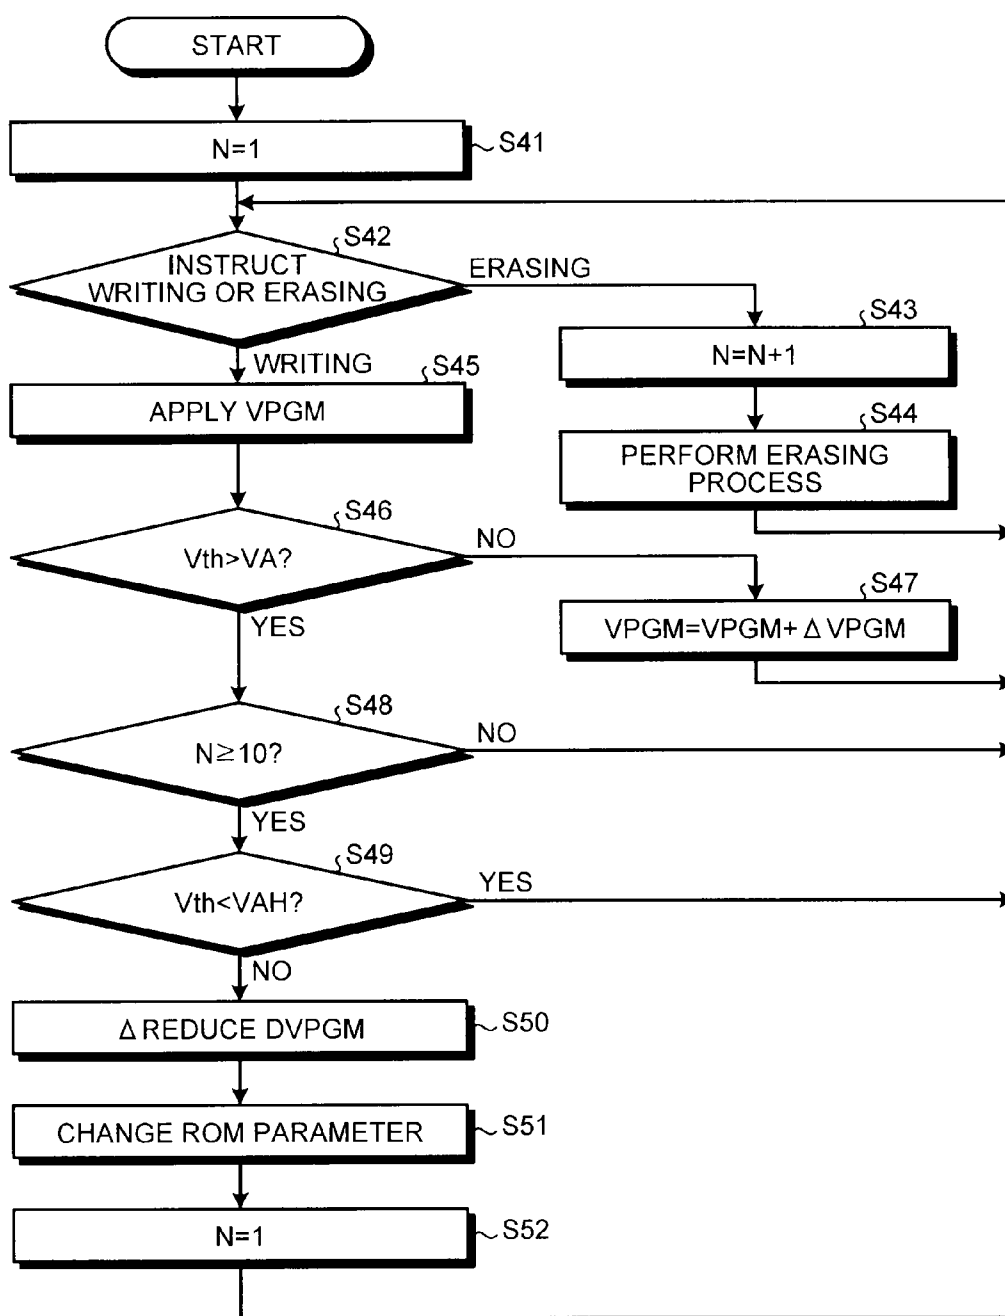 START
N=1
S41
S42
INSTRUCT
WRITING OR ERASING
ERASING
S43
N=N+1
WRITING
S45
APPLY VPGM
S44
PERFORM ERASING
PROCESS
S46
Vth>VA?
NO
S47
VPGM=VPGM+ Δ VPGM
YES
S48
N≧10?
NO
YES
S49
Vth<VAH?
YES
NO
Δ REDUCE DVPGM
S50
CHANGE ROM PARAMETER
S51
N=1
S52